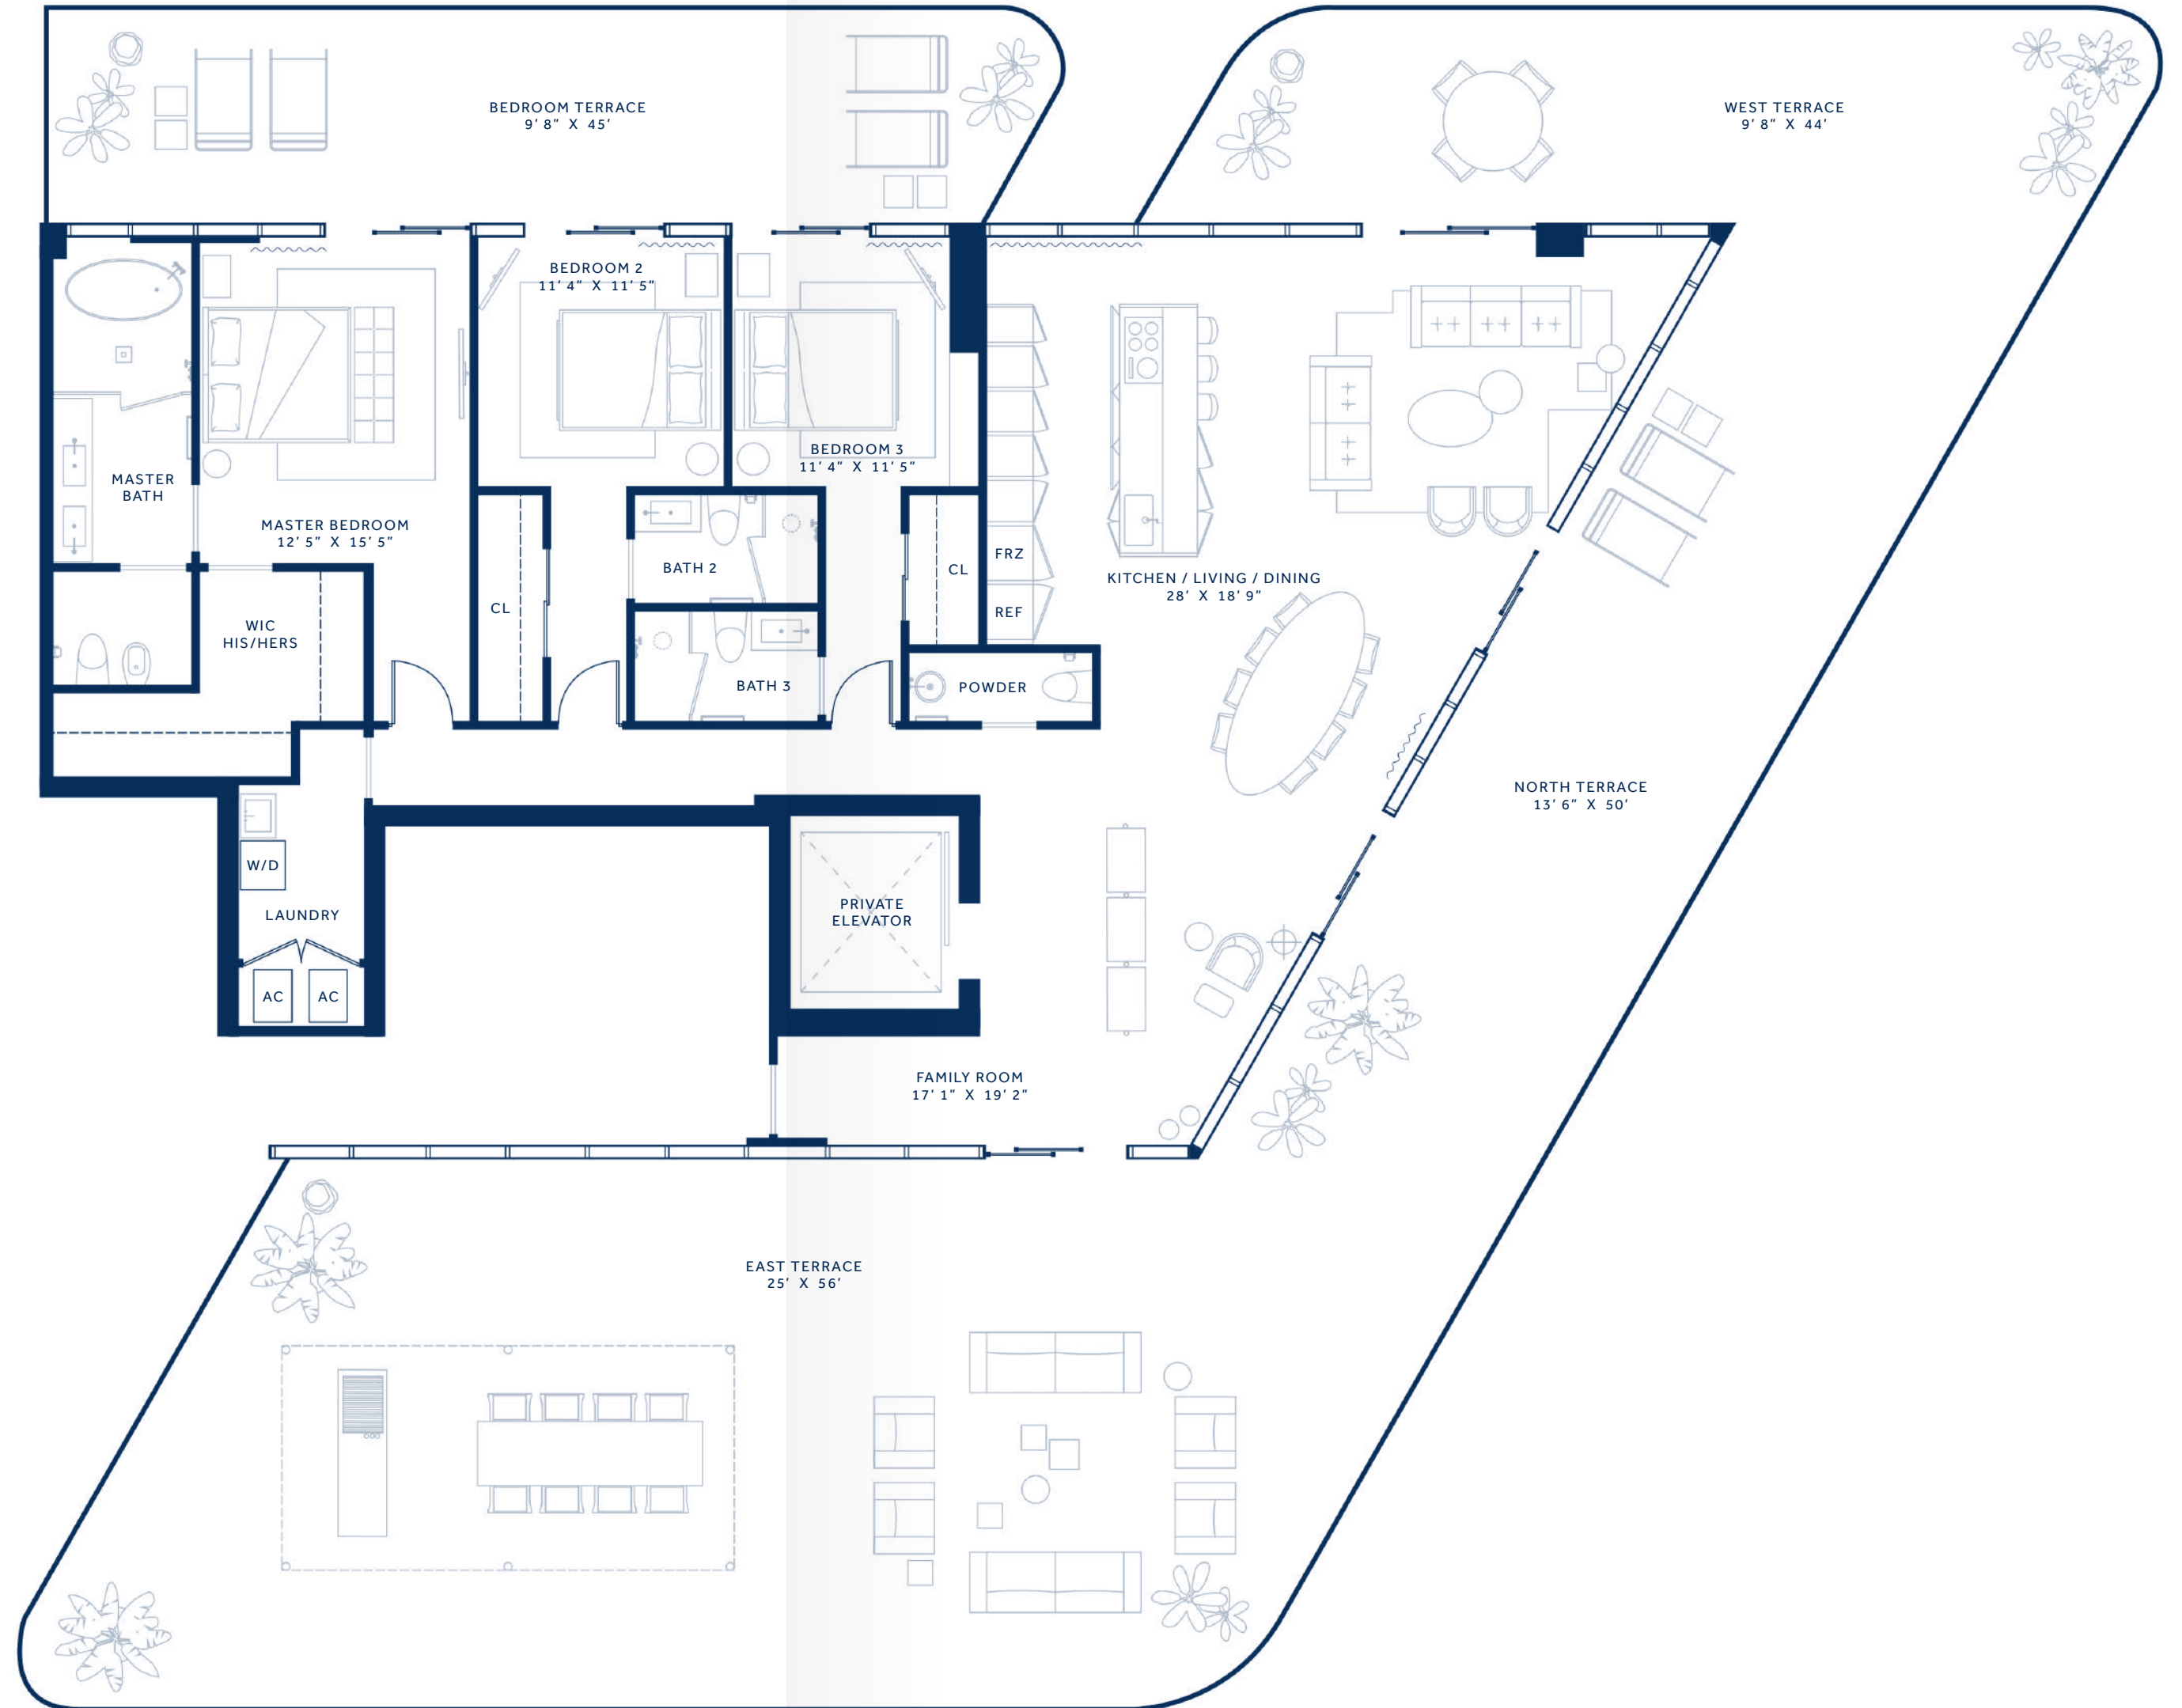 BEDROOM TERRACE
9' 8" X 45'
WEST TERRACE
9' 8" X 44'
BEDROOM 2
11' 4" X 11' 5"
BEDROOM 3
11' 4" X 11' 5"
MASTER
BATH
MASTER BEDROOM
12' 5" X 15' 5"
BATH 2
CL
FRZ
KITCHEN / LIVING / DINING
28' X 18' 9"
CL
REF
WIC
HIS/HERS
BATH 3
POWDER
NORTH TERRACE
13' 6" X 50'
W/D
LAUNDRY
PRIVATE
ELEVATOR
AC
AC
FAMILY ROOM
17' 1" X 19' 2"
EAST TERRACE
25' X 56'